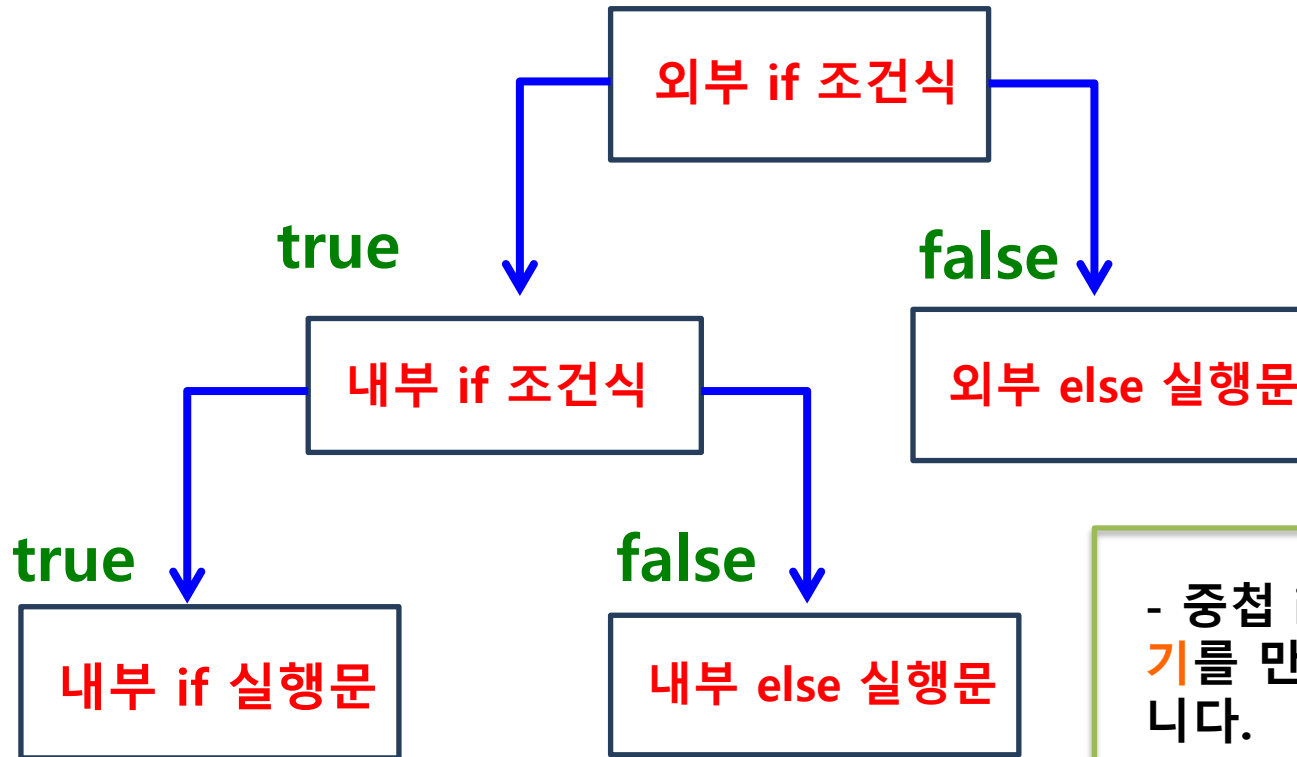 외부 if 조건식
true
false
내부 if 조건식
외부 else 실행문
true
false
내부 if 실행문
내부 else 실행문
- 중첩
기를
니다.